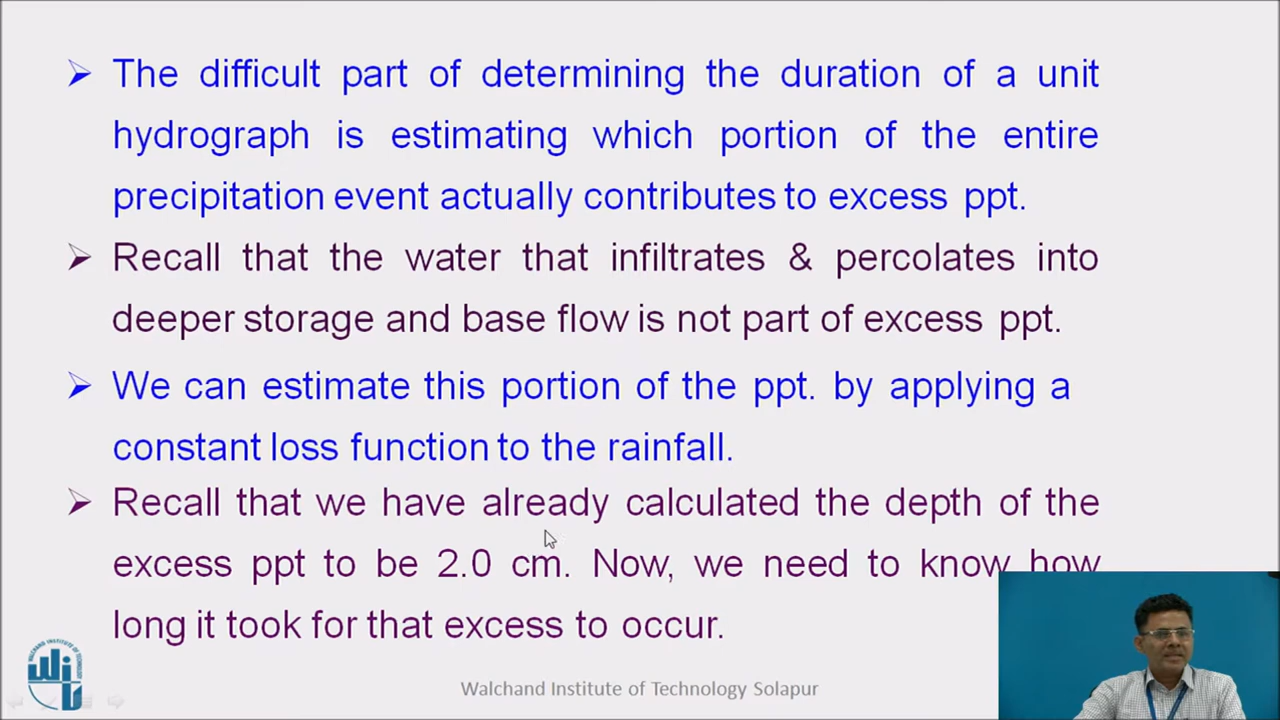 The difficult part of determining the duration of a unit
hydrograph is estimating which portion of the entire
precipitation event actually contributes to excess ppt.
Recall that the water that infiltrates & percolates into
deeper storage and base flow is not part of excess ppt.
We can estimate this portion of the ppt. by applying a
constant loss function to the rainfall.
Recall that we have already calculated the depth of the
excess ppt to be 2.0 cm. Now, we need to know how
long it took for that excess to occur.
WALCHAND INSTITUTE OF TECHNOLOGY
Walchand Institute of Technology Solapur